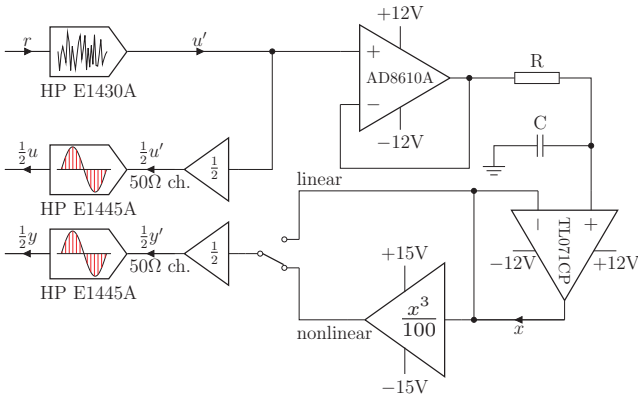 r
u′
+12V
HP E1430A
+
AD8610A
−
−12V
R
C
½u
½u′
½
50Ω ch.
HP E1445A
½y
½y′
½
50Ω ch.
HP E1445A
linear
nonlinear
+15V
x³/100
−15V
− +
TL071CP
−12V
+12V
x